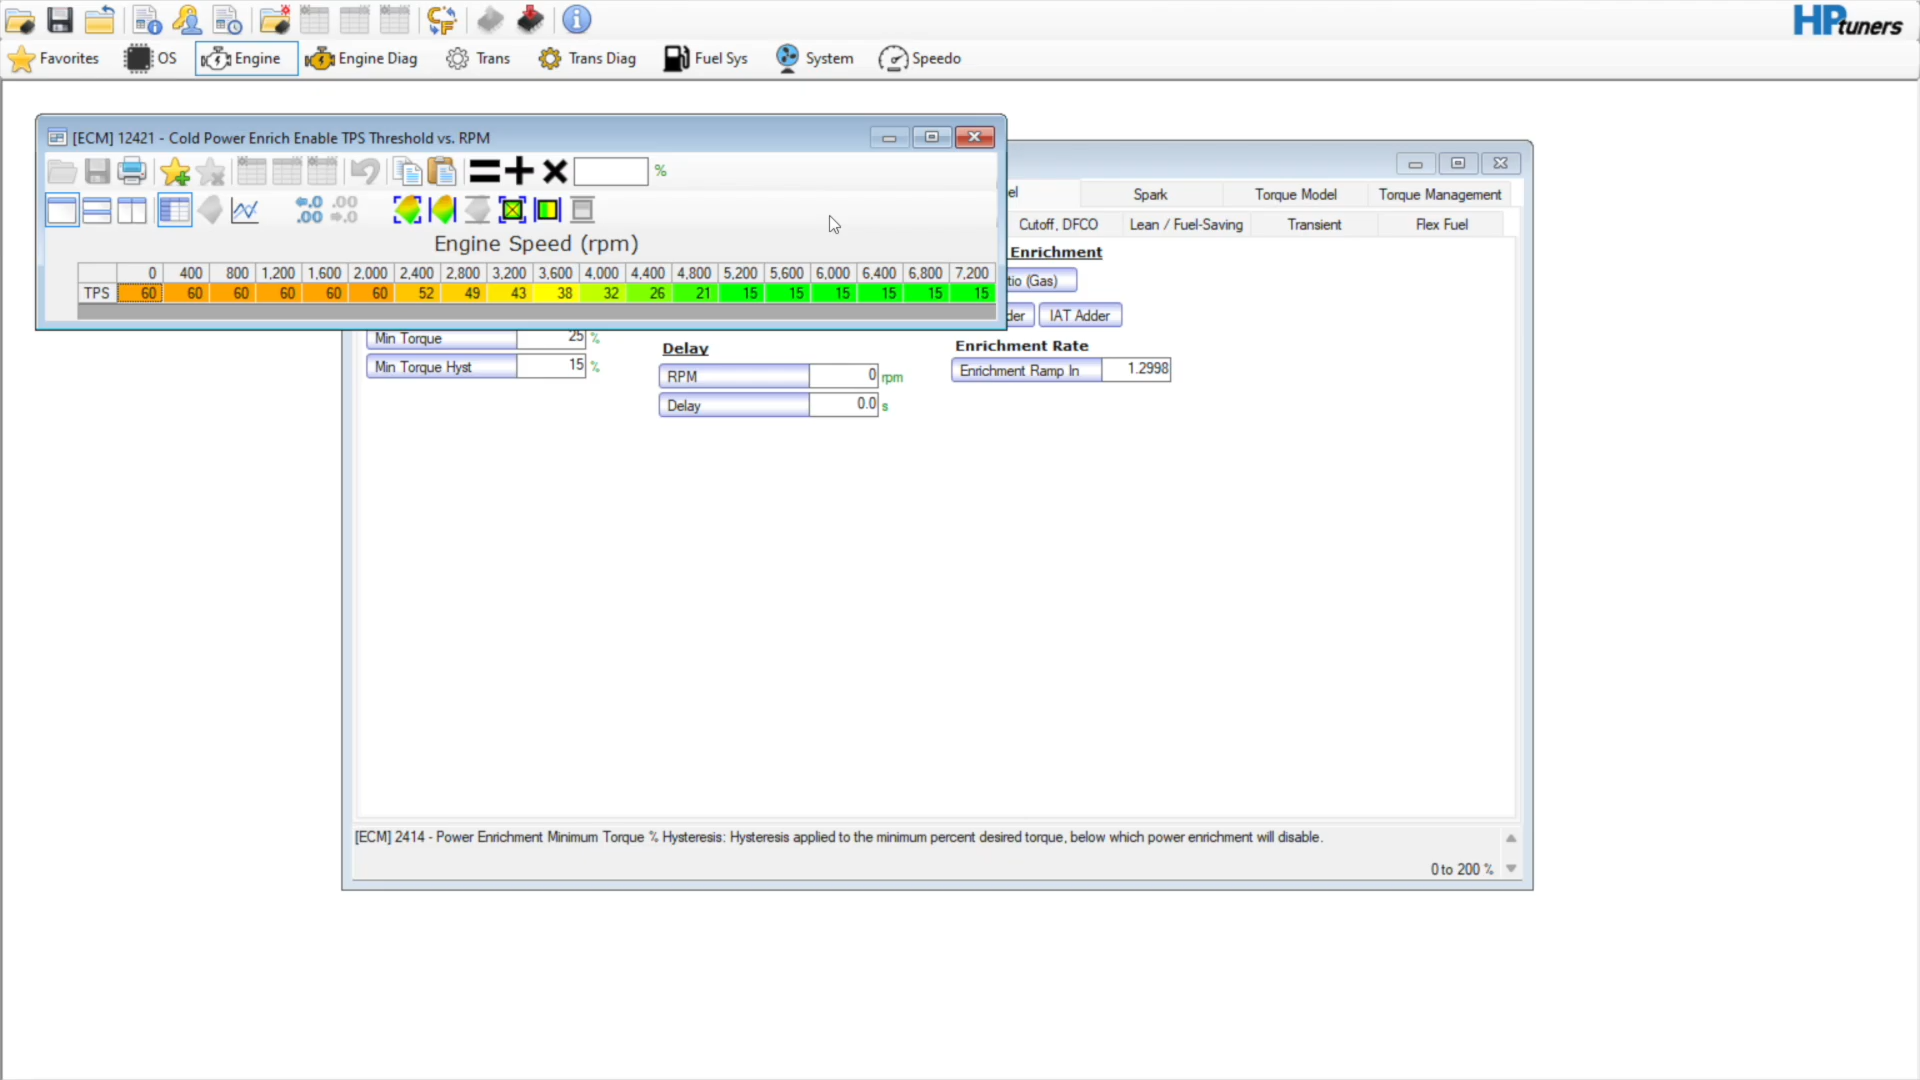 HPtuners
Favorites OS Engine Engine Diag Trans Trans Diag Fuel Sys System Speedo
[ECM] 12421 - Cold Power Enrich Enable TPS Threshold vs. RPM
%
←.0 .00
.00 →.0
Engine Speed (rpm)
0 400 800 1,200 1,600 2,000 2,400 2,800 3,200 3,600 4,000 4,400 4,800 5,200 5,600 6,000 6,400 6,800 7,200
TPS 60 60 60 60 60 60 52 49 43 38 32 26 21 15 15 15 15 15 15
el Spark Torque Model Torque Management
Cutoff, DFCO Lean / Fuel-Saving Transient Flex Fuel
Enrichment
tio (Gas)
der IAT Adder
Min Torque 25 %
Min Torque Hyst 15 %
Delay
RPM 0 rpm
Delay 0.0 s
Enrichment Rate
Enrichment Ramp In 1.2998
[ECM] 2414 - Power Enrichment Minimum Torque % Hysteresis: Hysteresis applied to the minimum percent desired torque, below which power enrichment will disable.
0 to 200 %